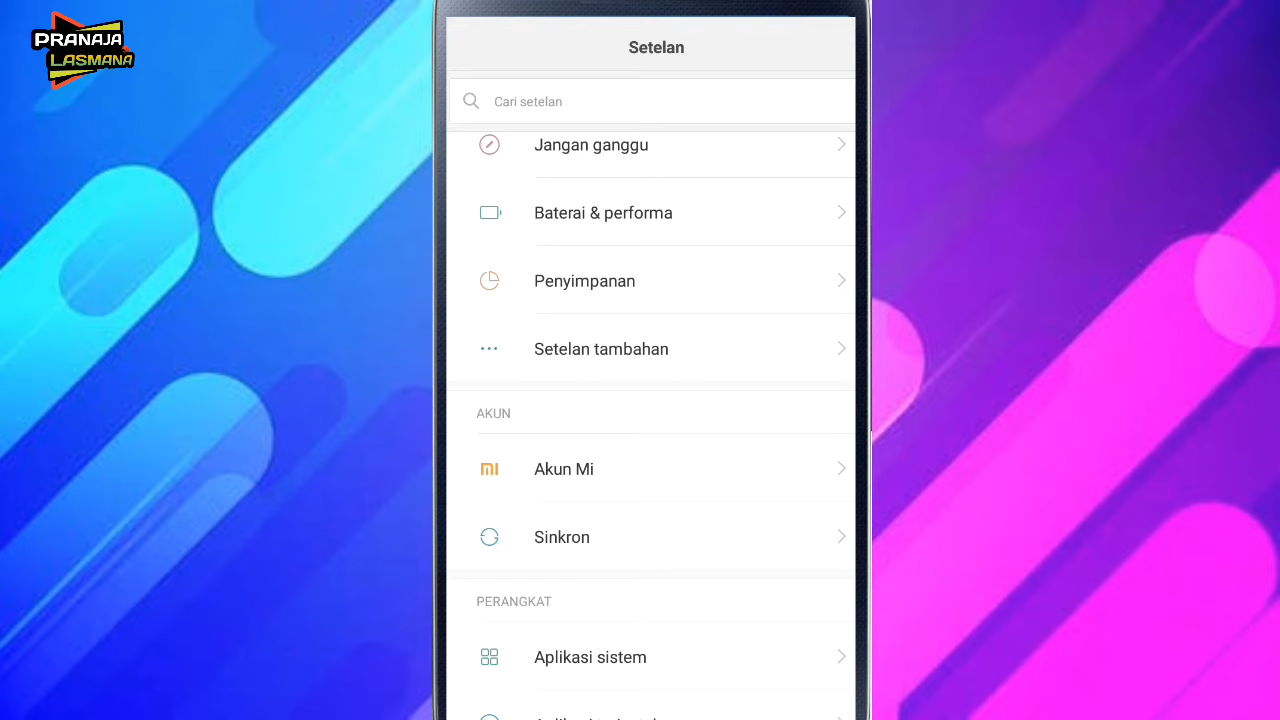 PRANAJA
LASMANA
Setelan
Cari setelan
Jangan ganggu
Baterai & performa
Penyimpanan
Setelan tambahan
AKUN
Akun Mi
Sinkron
PERANGKAT
Aplikasi sistem